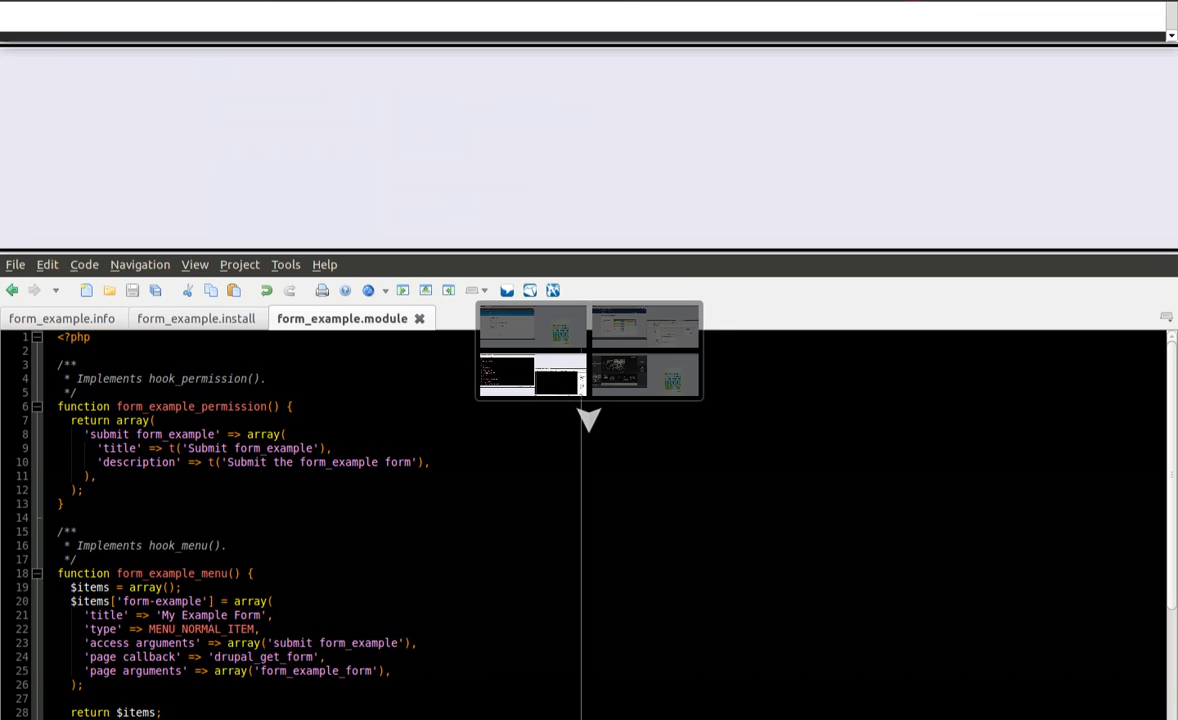 File Edit Code Navigation View Project Tools Help
form_example.info form_example.install form_example.module
1 <?php
2
3 /**
4 * Implements hook_permission().
5 */
6 function form_example_permission() {
7 return array(
8 'submit form_example' => array(
9 'title' => t('Submit form_example'),
10 'description' => t('Submit the form_example form'),
11 ),
12 );
13 }
14
15 /**
16 * Implements hook_menu().
17 */
18 function form_example_menu() {
19 $items = array();
20 $items['form-example'] = array(
21 'title' => 'My Example Form',
22 'type' => MENU_NORMAL_ITEM,
23 'access arguments' => array('submit form_example'),
24 'page callback' => 'drupal_get_form',
25 'page arguments' => array('form_example_form'),
26 );
27
28 return $items;